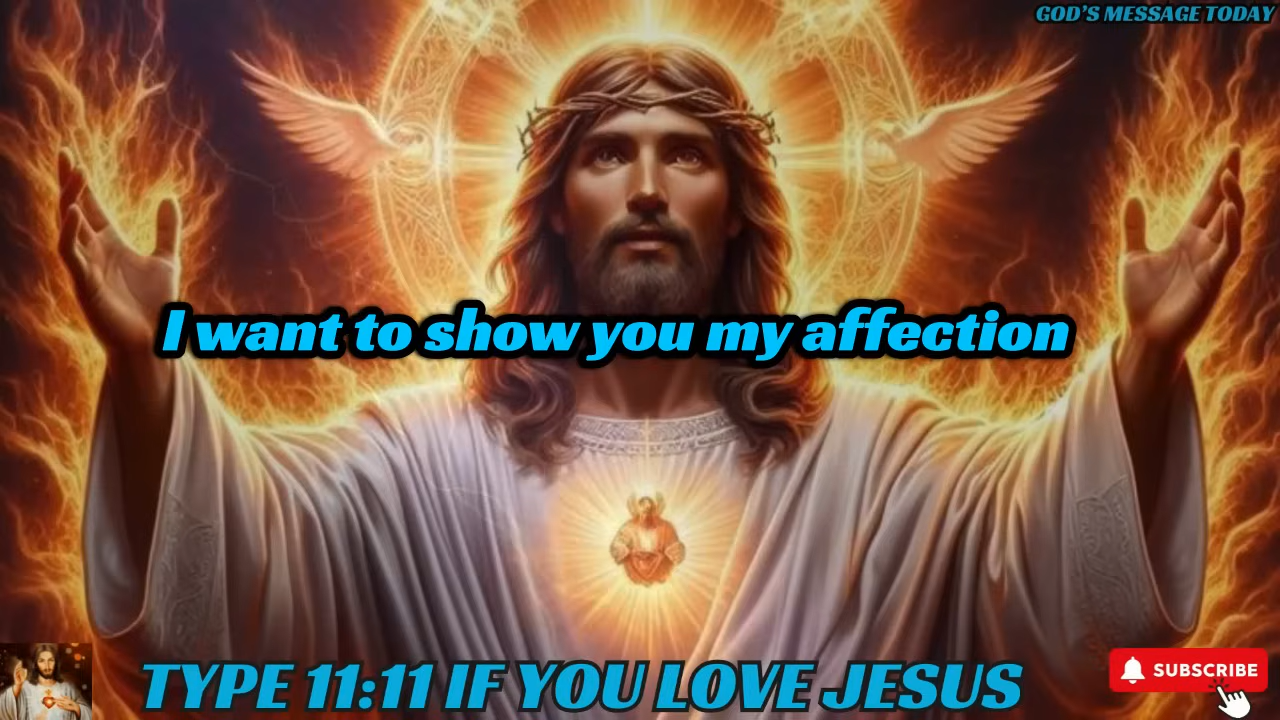 GOD'S MESSAGE TODAY
I want to show you my affection
TYPE 11:11 IF YOU LOVE JESUS
SUBSCRIBE